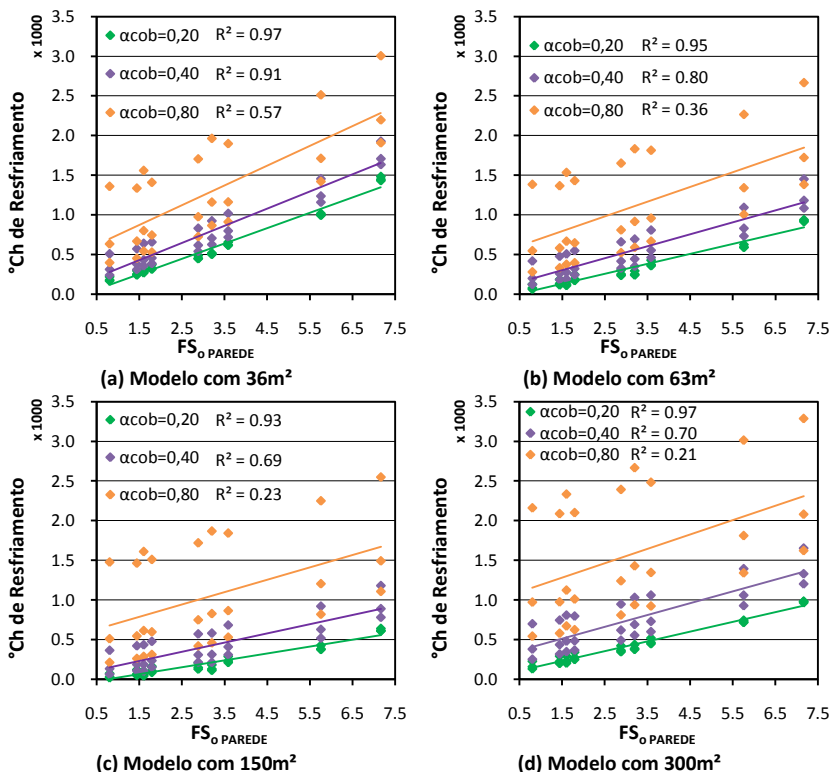 x 1000
°Ch de Resfriamento
3.5
3.0
2.5
2.0
1.5
1.0
0.5
0.0
αcob=0,20 R² = 0.97
αcob=0,40 R² = 0.91
αcob=0,80 R² = 0.57
0.5 1.5 2.5 3.5 4.5 5.5 6.5 7.5
FSo PAREDE
(a) Modelo com 36m²
x 1000
3.5
3.0
2.5
2.0
1.5
1.0
0.5
0.0
αcob=0,20 R² = 0.95
αcob=0,40 R² = 0.80
αcob=0,80 R² = 0.36
0.5 1.5 2.5 3.5 4.5 5.5 6.5 7.5
FSo PAREDE
(b) Modelo com 63m²
x 1000
°Ch de Resfriamento
3.5
3.0
2.5
2.0
1.5
1.0
0.5
0.0
αcob=0,20 R² = 0.93
αcob=0,40 R² = 0.69
αcob=0,80 R² = 0.23
0.5 1.5 2.5 3.5 4.5 5.5 6.5 7.5
FSo PAREDE
(c) Modelo com 150m²
x 1000
3.5
3.0
2.5
2.0
1.5
1.0
0.5
0.0
αcob=0,20 R² = 0.97
αcob=0,40 R² = 0.70
αcob=0,80 R² = 0.21
0.5 1.5 2.5 3.5 4.5 5.5 6.5 7.5
FSo PAREDE
(d) Modelo com 300m²